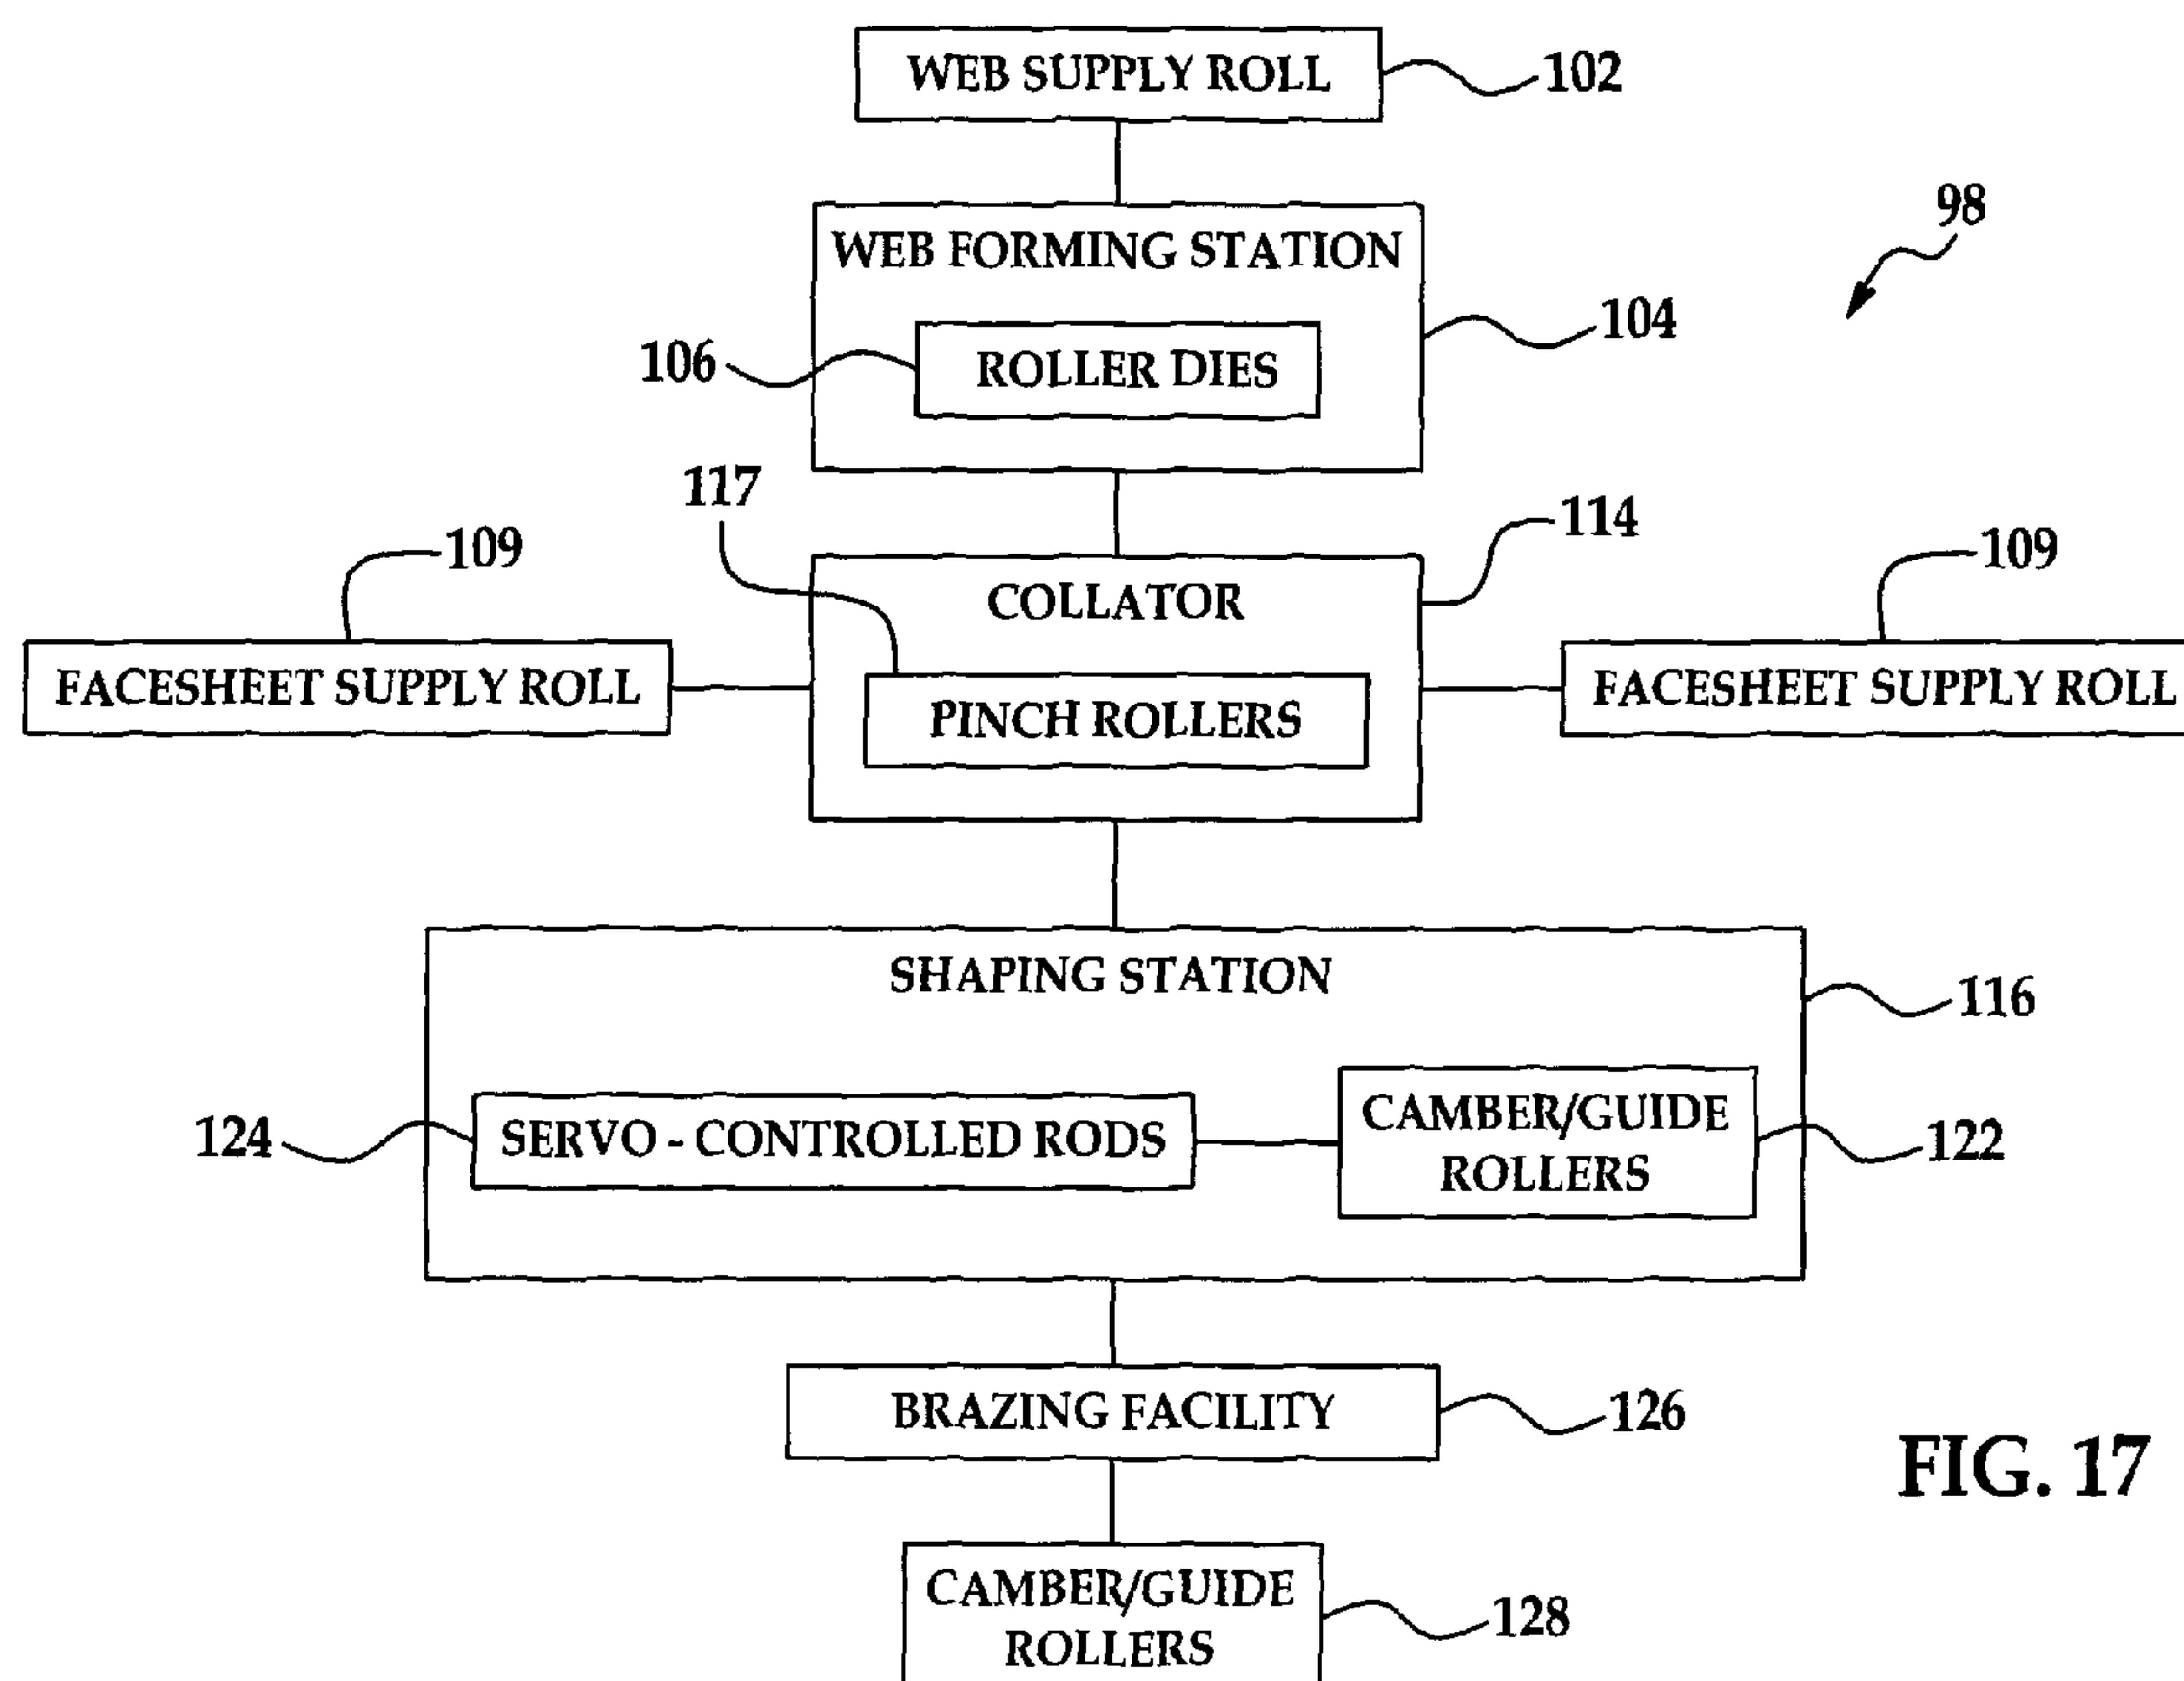 WEB SUPPLY ROLL
102
98
WEB FORMING STATION
104
106
ROLLER DIES
117
114
109
109
COLLATOR
FACESHEET SUPPLY ROLL
PINCH ROLLERS
FACESHEET SUPPLY ROLL
SHAPING STATION
116
124
SERVO - CONTROLLED RODS
CAMBER/GUIDE
ROLLERS
122
BRAZING FACILITY
126
FIG. 17
CAMBER/GUIDE
ROLLERS
128